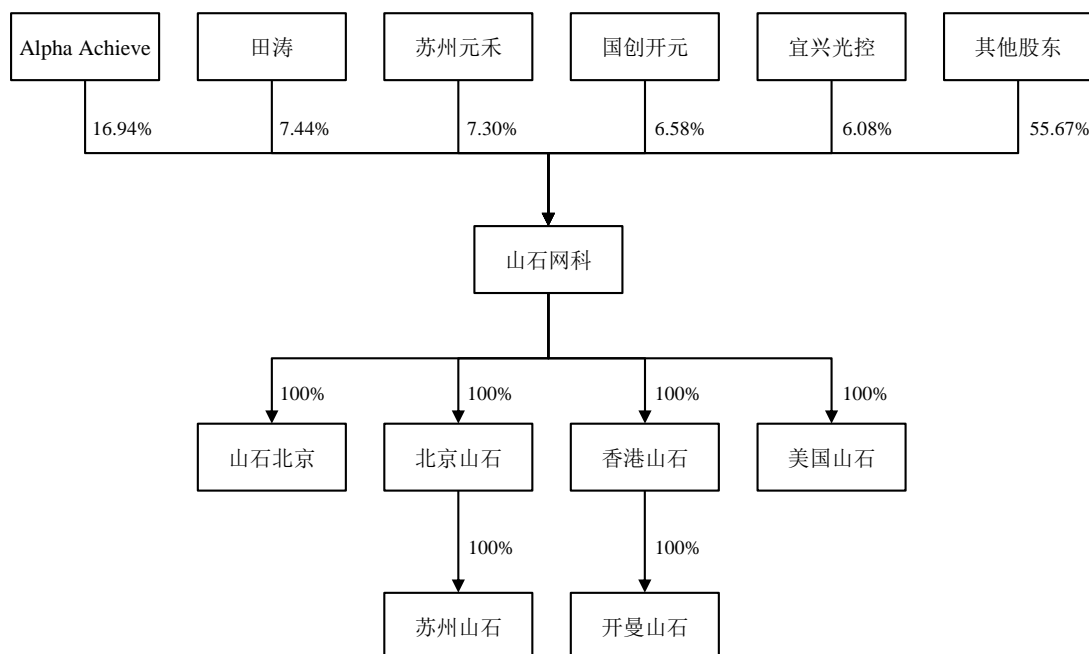 Alpha Achieve
田涛
苏州元禾
国创开元
宜兴光控
其他股东
16.94%
7.44%
7.30%
6.58%
6.08%
55.67%
山石网科
100%
100%
100%
100%
山石北京
北京山石
香港山石
美国山石
100%
100%
苏州山石
开曼山石